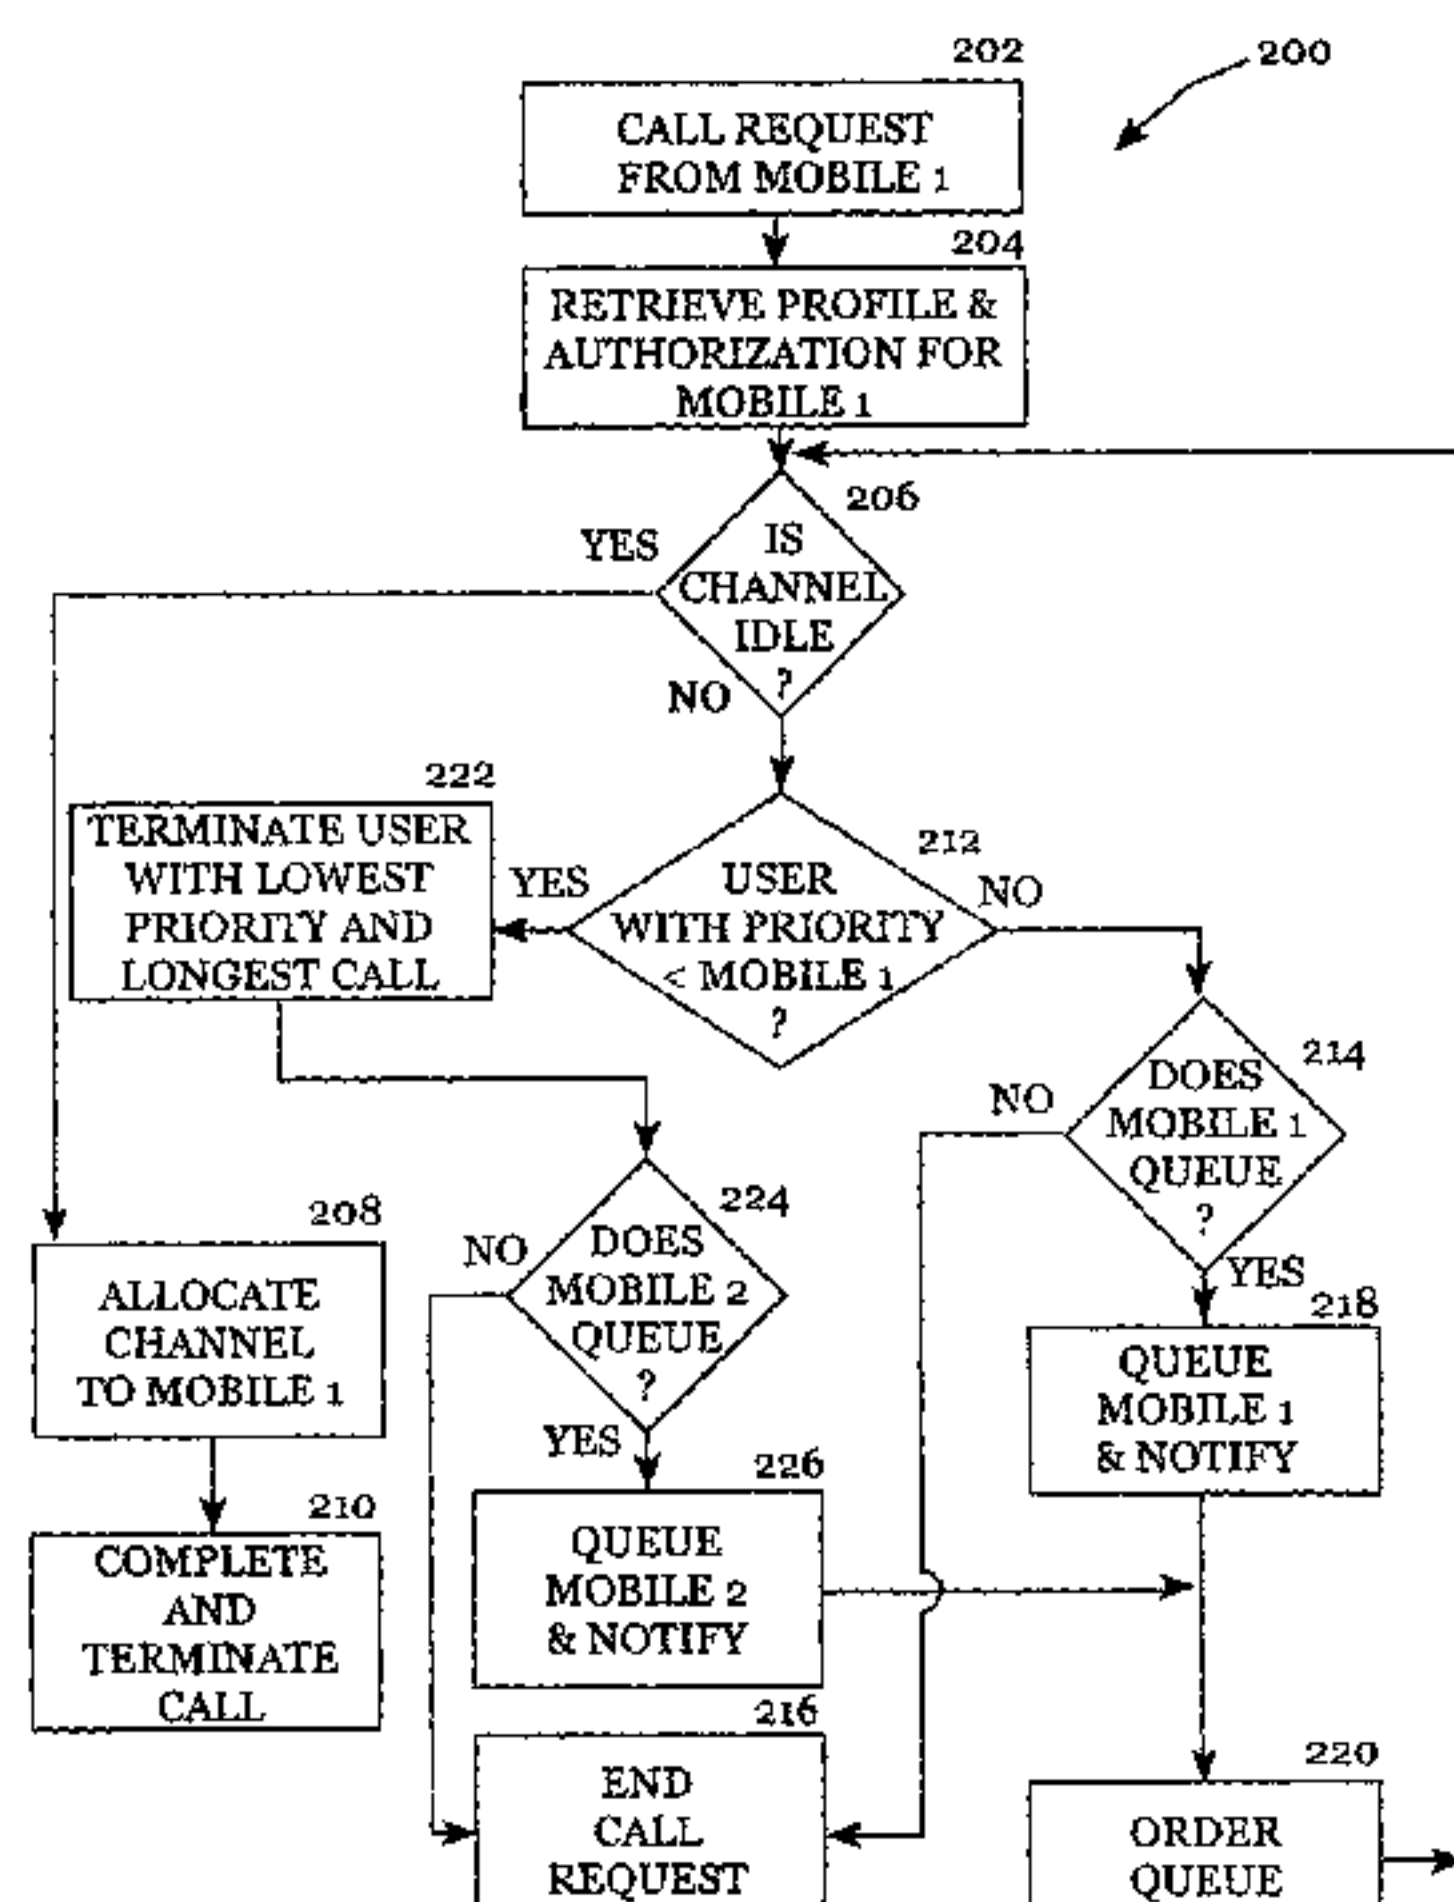 202
200
CALL REQUEST
FROM MOBILE 1
204
RETRIEVE PROFILE &
AUTHORIZATION FOR
MOBILE 1
206
YES
IS
CHANNEL
IDLE
?
NO
222
TERMINATE USER
WITH LOWEST
PRIORITY AND
LONGEST CALL
YES
212
USER
WITH PRIORITY
< MOBILE 1
?
NO
214
DOES
MOBILE 1
QUEUE
?
NO
YES
224
DOES
MOBILE 2
QUEUE
?
NO
YES
208
ALLOCATE
CHANNEL
TO MOBILE 1
218
QUEUE
MOBILE 1
& NOTIFY
226
QUEUE
MOBILE 2
& NOTIFY
210
COMPLETE
AND
TERMINATE
CALL
216
END
CALL
REQUEST
220
ORDER
QUEUE